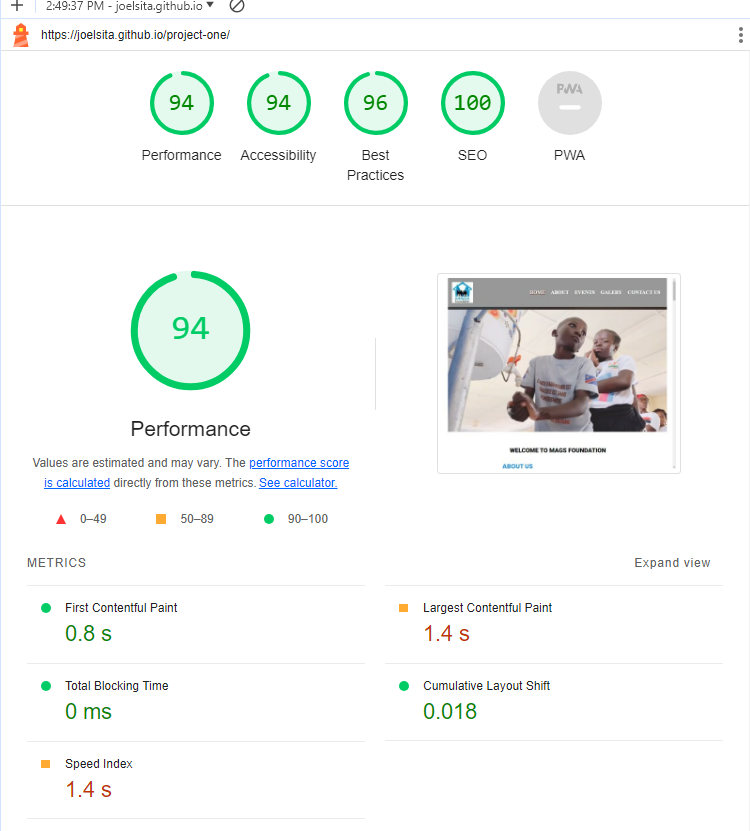 2:49:37 PM - joelsita.github.io
https://joelsita.github.io/project-one/
94
94
96
100
PWA
Performance
Accessibility
Best
Practices
SEO
PWA
94
HOME ABOUT EVENTS GALERY CONTACT US
WELCOME TO MAGS FOUNDATION
ABOUT US
Performance
Values are estimated and may vary. The performance score
is calculated directly from these metrics. See calculator.
0–49
50–89
90–100
METRICS
Expand view
First Contentful Paint
0.8 s
Largest Contentful Paint
1.4 s
Total Blocking Time
0 ms
Cumulative Layout Shift
0.018
Speed Index
1.4 s